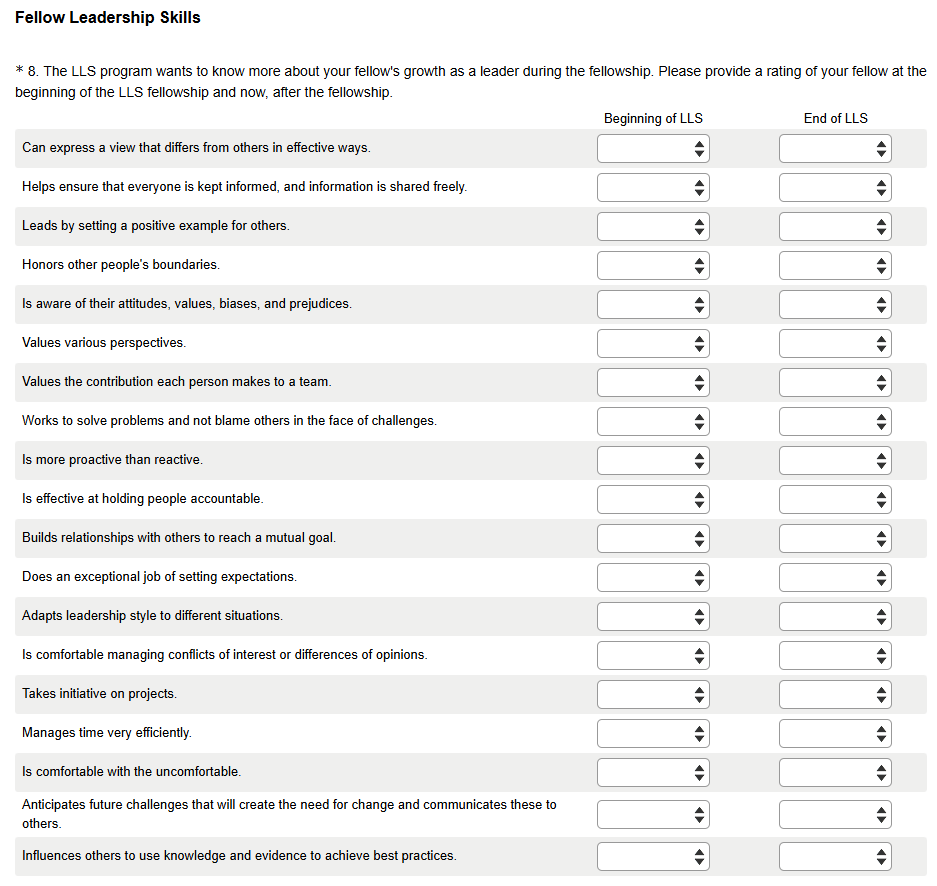 Fellow Leadership Skills
* 8. The LLS program wants to know more about your fellow's growth as a leader during the fellowship. Please provide a rating of your fellow at the
beginning of the LLS fellowship and now, after the fellowship.
Beginning of LLS End of LLS
Can express a view that differs from others in effective ways.
Helps ensure that everyone is kept informed, and information is shared freely.
Leads by setting a positive example for others.
Honors other people's boundaries.
Is aware of their attitudes, values, biases, and prejudices.
Values various perspectives.
Values the contribution each person makes to a team.
Works to solve problems and not blame others in the face of challenges.
Is more proactive than reactive.
Is effective at holding people accountable.
Builds relationships with others to reach a mutual goal.
Does an exceptional job of setting expectations.
Adapts leadership style to different situations.
Is comfortable managing conflicts of interest or differences of opinions.
Takes initiative on projects.
Manages time very efficiently.
Is comfortable with the uncomfortable.
Anticipates future challenges that will create the need for change and communicates these to
others.
Influences others to use knowledge and evidence to achieve best practices.